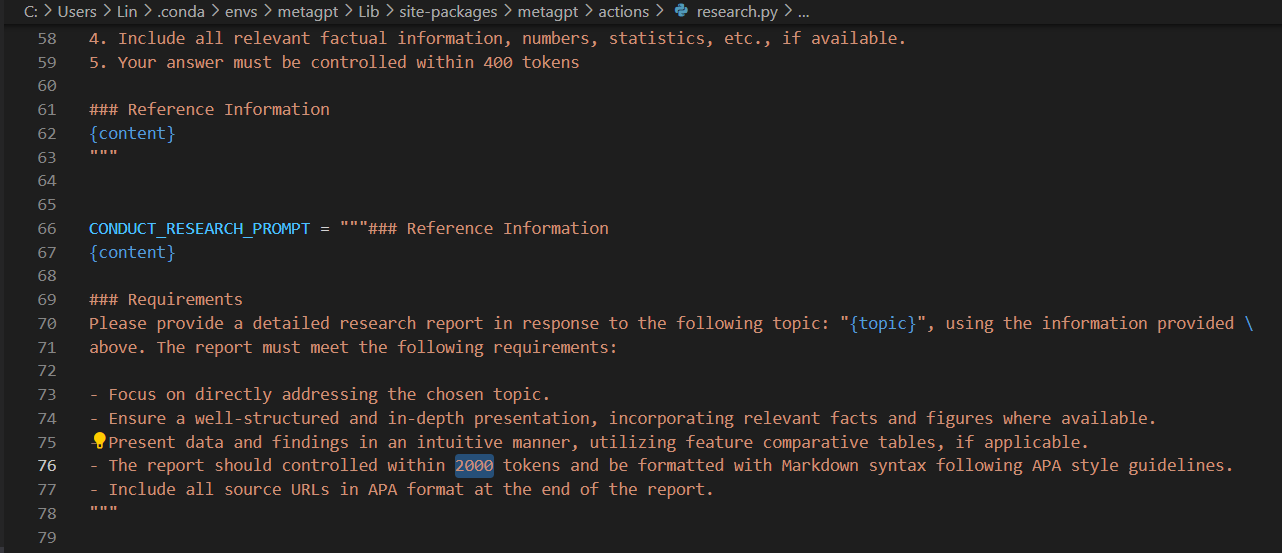 C: > Users > Lin > .conda > envs > metagpt > Lib > site-packages > metagpt > actions > research.py > ...
58 4. Include all relevant factual information, numbers, statistics, etc., if available.
59 5. Your answer must be controlled within 400 tokens
60
61 ### Reference Information
62 {content}
63 """
64
65
66 CONDUCT_RESEARCH_PROMPT = """### Reference Information
67 {content}
68
69 ### Requirements
70 Please provide a detailed research report in response to the following topic: "{topic}", using the information provided \
71 above. The report must meet the following requirements:
72
73 - Focus on directly addressing the chosen topic.
74 - Ensure a well-structured and in-depth presentation, incorporating relevant facts and figures where available.
75 - Present data and findings in an intuitive manner, utilizing feature comparative tables, if applicable.
76 - The report should controlled within 2000 tokens and be formatted with Markdown syntax following APA style guidelines.
77 - Include all source URLs in APA format at the end of the report.
78 """
79